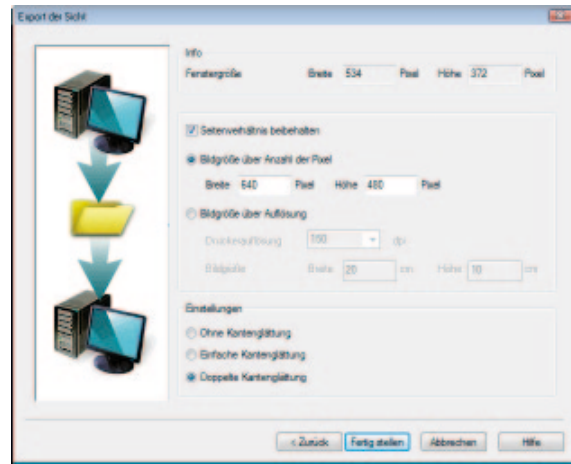 Export der Sicht
Info
Fenstergröße Breite 534 Pixel Höhe 372 Pixel
Seitenverhältnis beibehalten
Bildgröße über Anzahl der Pixel
Breite 640 Pixel Höhe 480 Pixel
Bildgröße über Auflösung
Druckerauflösung 150 dpi
Bildgröße Breite 20 cm Höhe 10 cm
Einstellungen
Ohne Kantenglättung
Einfache Kantenglättung
Doppelte Kantenglättung
< Zurück Fertig stellen Abbrechen Hilfe